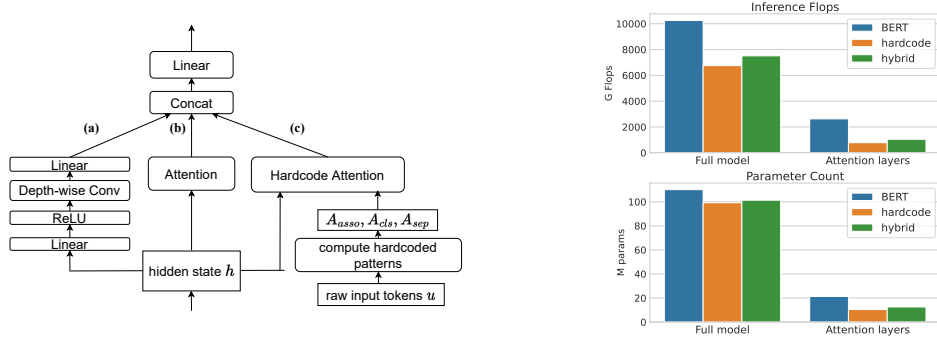 Linear
Concat
(a)
(b)
(c)
Linear
Depth-wise Conv
ReLU
Linear
Attention
Hardcode Attention
A_asso, A_cls, A_sep
compute hardcoded
patterns
hidden state h
raw input tokens u
Inference Flops
G Flops
10000
8000
6000
4000
2000
0
BERT
hardcode
hybrid
Full model
Attention layers
Parameter Count
M params
100
80
60
40
20
0
BERT
hardcode
hybrid
Full model
Attention layers